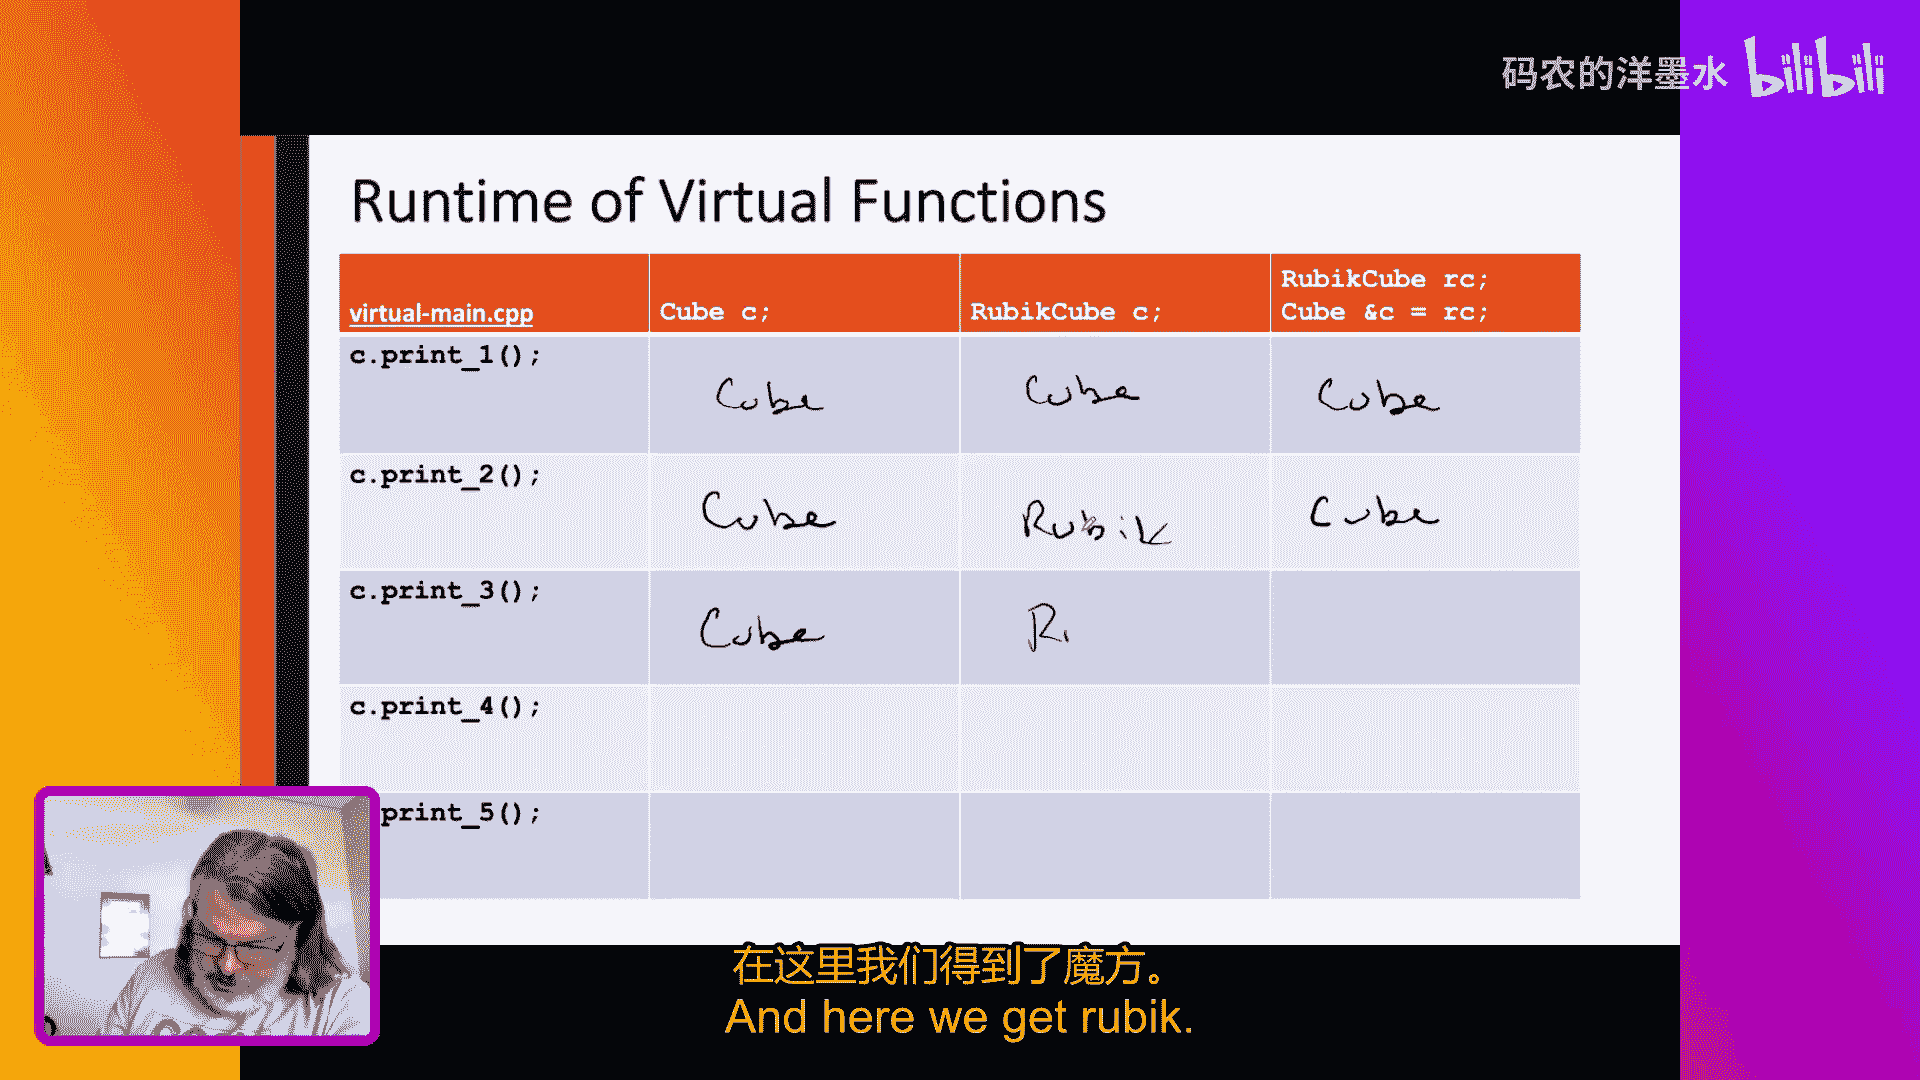 码农的洋墨水 bilibili
Runtime of Virtual Functions
virtual-main.cpp
Cube c;
RubikCube c;
RubikCube rc;
Cube &c = rc;
c.print_1();
Cube
Cube
Cube
c.print_2();
Cube
Rubik
Cube
c.print_3();
Cube
R
c.print_4();
print_5();
在这里我们得到了魔方。
And here we get rubik.